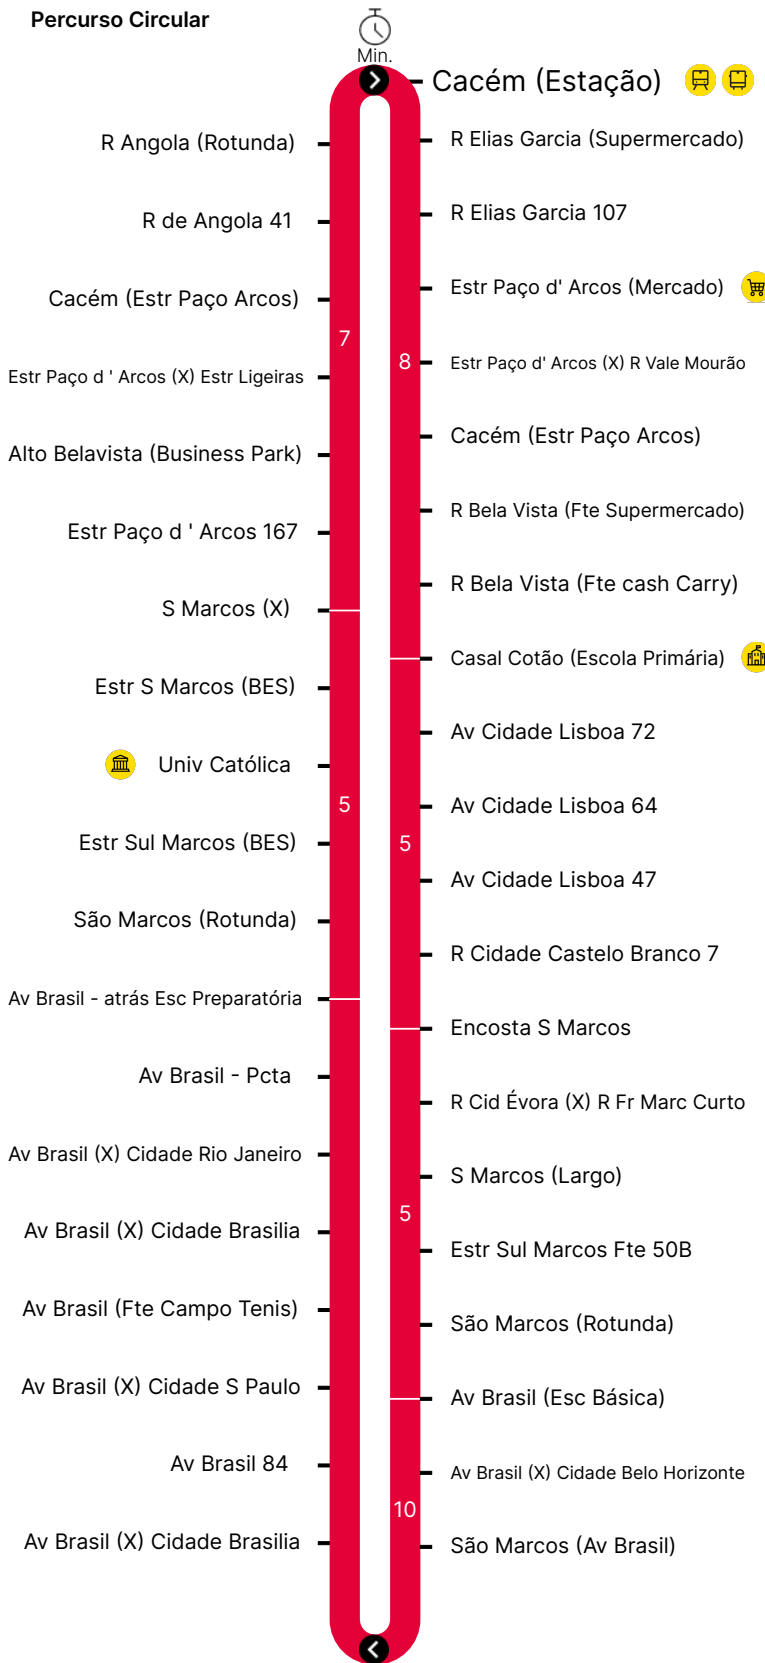 Percurso Circular
Min.
Cacém (Estação)
R Elias Garcia (Supermercado)
R Elias Garcia 107
Estr Paço d' Arcos (Mercado)
Estr Paço d' Arcos (X) R Vale Mourão
8
Cacém (Estr Paço Arcos)
R Bela Vista (Fte Supermercado)
R Bela Vista (Fte cash Carry)
Casal Cotão (Escola Primária)
Av Cidade Lisboa 72
Av Cidade Lisboa 64
5
Av Cidade Lisboa 47
R Cidade Castelo Branco 7
Encosta S Marcos
R Cid Évora (X) R Fr Marc Curto
S Marcos (Largo)
5
Estr Sul Marcos Fte 50B
São Marcos (Rotunda)
Av Brasil (Esc Básica)
Av Brasil (X) Cidade Belo Horizonte
10
São Marcos (Av Brasil)
R Angola (Rotunda)
R de Angola 41
Cacém (Estr Paço Arcos)
7
Estr Paço d ' Arcos (X) Estr Ligeiras
Alto Belavista (Business Park)
Estr Paço d ' Arcos 167
S Marcos (X)
Estr S Marcos (BES)
Univ Católica
5
Estr Sul Marcos (BES)
São Marcos (Rotunda)
Av Brasil - atrás Esc Preparatória
Av Brasil - Pcta
Av Brasil (X) Cidade Rio Janeiro
Av Brasil (X) Cidade Brasilia
Av Brasil (Fte Campo Tenis)
Av Brasil (X) Cidade S Paulo
Av Brasil 84
Av Brasil (X) Cidade Brasilia